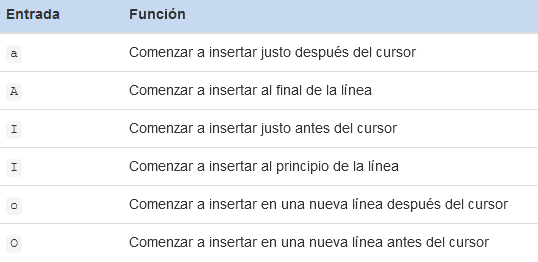 Entrada Función
a Comenzar a insertar justo después del cursor
A Comenzar a insertar al final de la línea
I Comenzar a insertar justo antes del cursor
I Comenzar a insertar al principio de la línea
o Comenzar a insertar en una nueva línea después del cursor
O Comenzar a insertar en una nueva línea antes del cursor